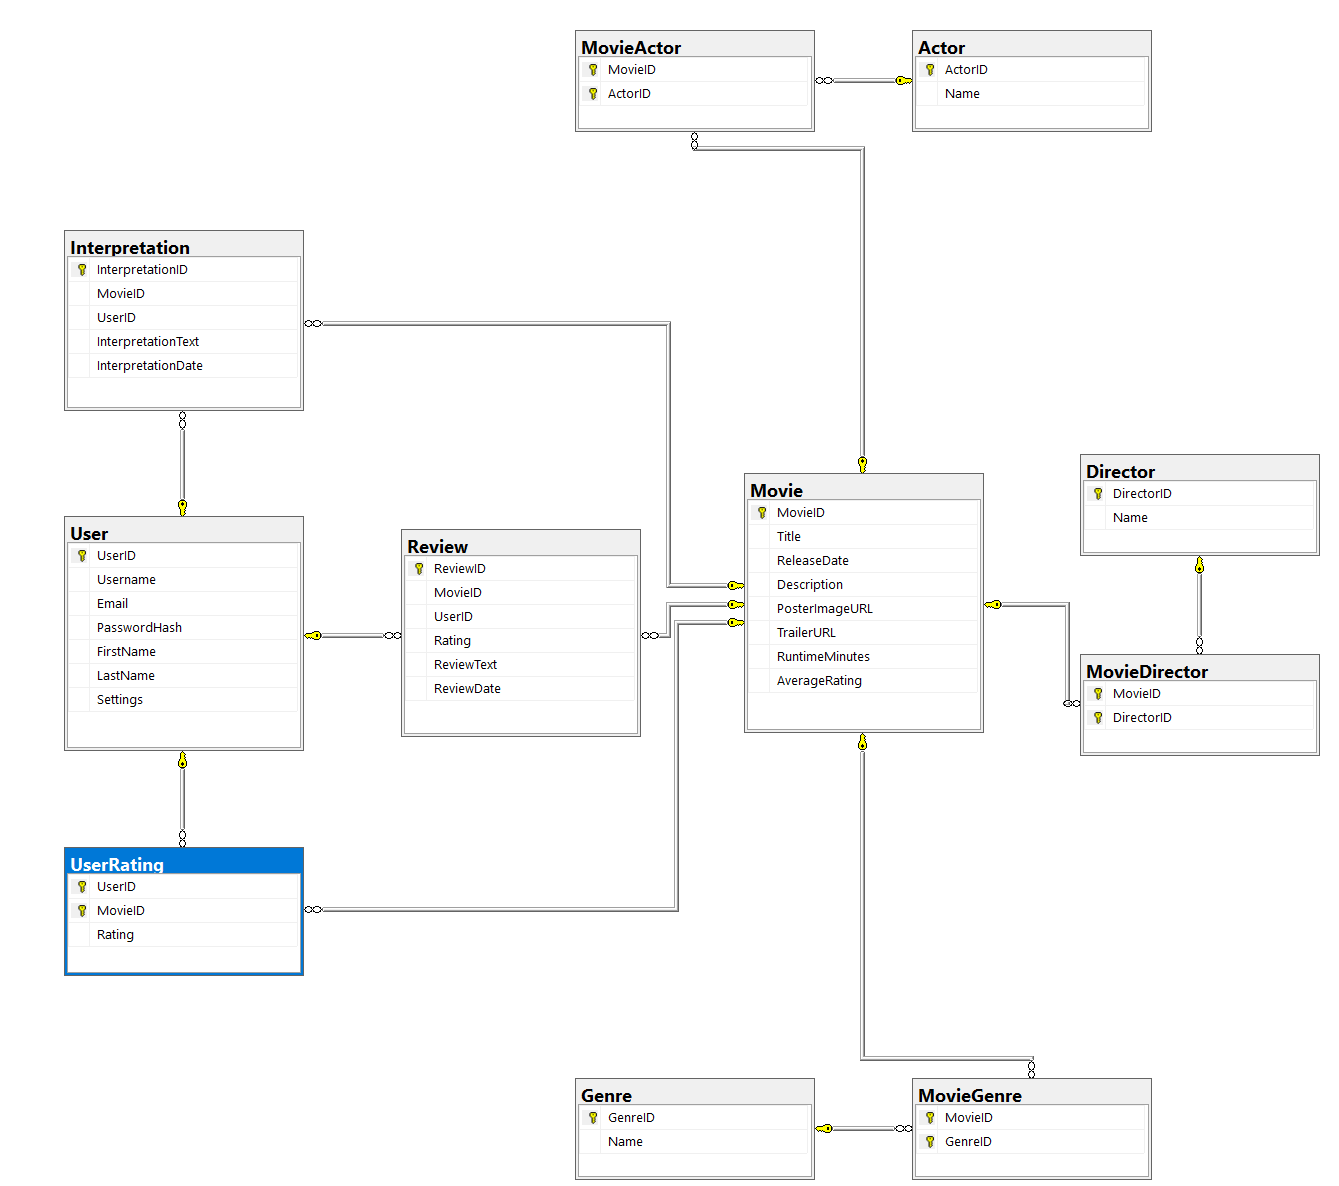 MovieActor
MovieID
ActorID
Actor
ActorID
Name
Interpretation
InterpretationID
MovieID
UserID
InterpretationText
InterpretationDate
User
UserID
Username
Email
PasswordHash
FirstName
LastName
Settings
Review
ReviewID
MovieID
UserID
Rating
ReviewText
ReviewDate
Movie
MovieID
Title
ReleaseDate
Description
PosterImageURL
TrailerURL
RuntimeMinutes
AverageRating
Director
DirectorID
Name
MovieDirector
MovieID
DirectorID
UserRating
UserID
MovieID
Rating
Genre
GenreID
Name
MovieGenre
MovieID
GenreID